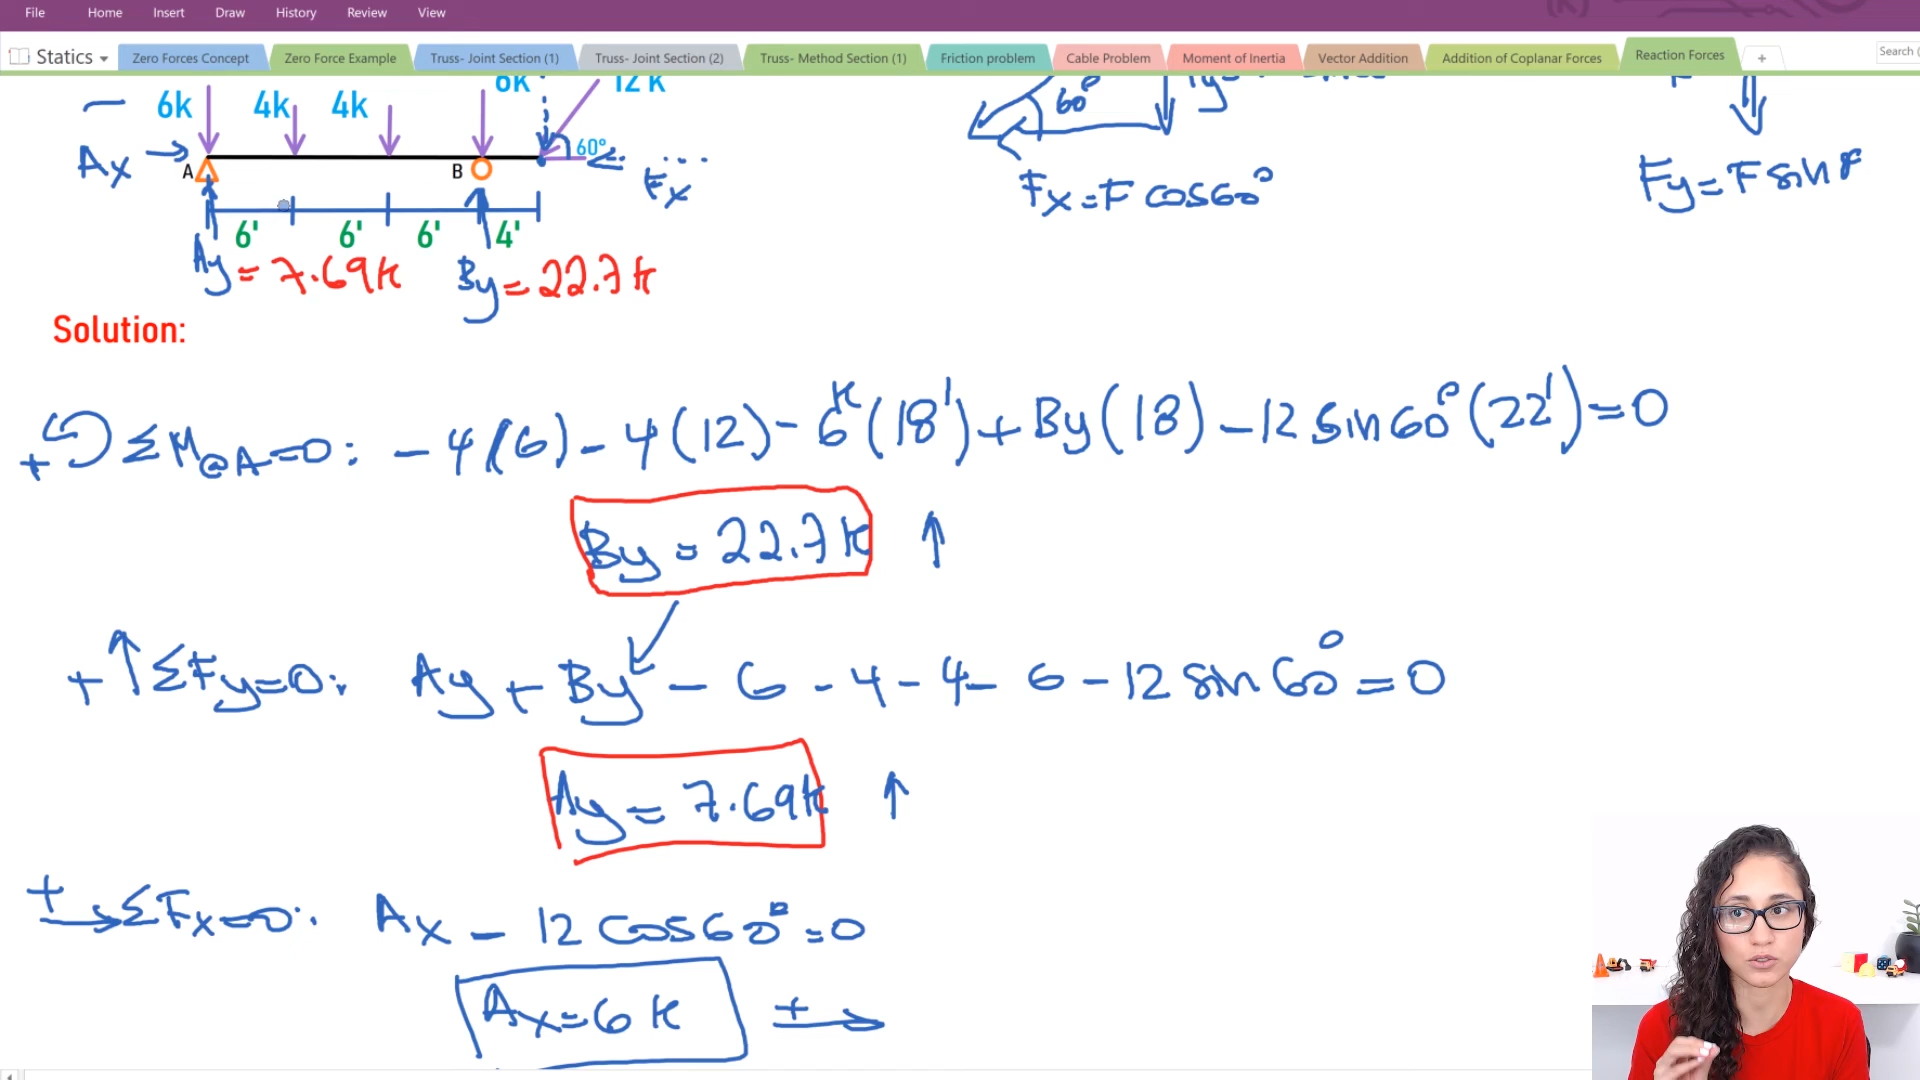 File Home Insert Draw History Review View
Statics Zero Forces Concept Zero Force Example Truss- Joint Section (1) Truss- Joint Section (2) Truss- Method Section (1) Friction problem Cable Problem Moment of Inertia Vector Addition Addition of Coplanar Forces Reaction Forces + Search
6k 4k 4k 6k 12 k
60°
Ax A B 60° Fx
Fx = F cos60°
Fy = F sin
6' 6' 6' 4'
Ay = 7.69k By = 22.7k
Solution:
+ ΣM@A=0: - 4(6) - 4(12) - 6k(18') + By(18) - 12 sin60°(22') = 0
By = 22.7k ↑
+↑ΣFy=0: Ay + By - 6 - 4 - 4 - 6 - 12 sin 60° = 0
Ay = 7.69k ↑
+→ΣFx=0: Ax - 12 cos60° = 0
Ax = 6 k +→